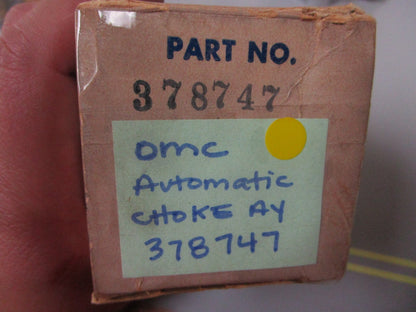 PART NO.
378747
omc
Automatic
CHOKE AY
378747